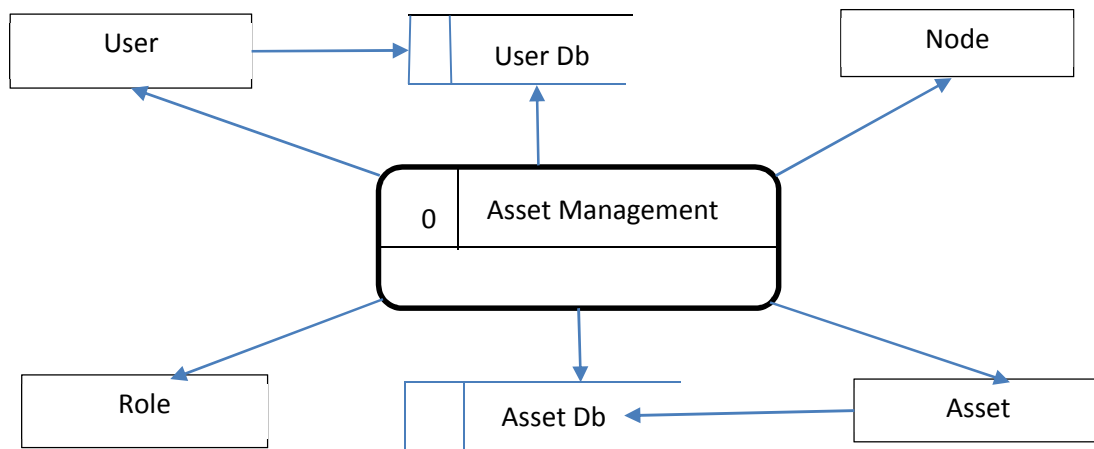 User
User Db
Node
0
Asset Management
Role
Asset Db
Asset